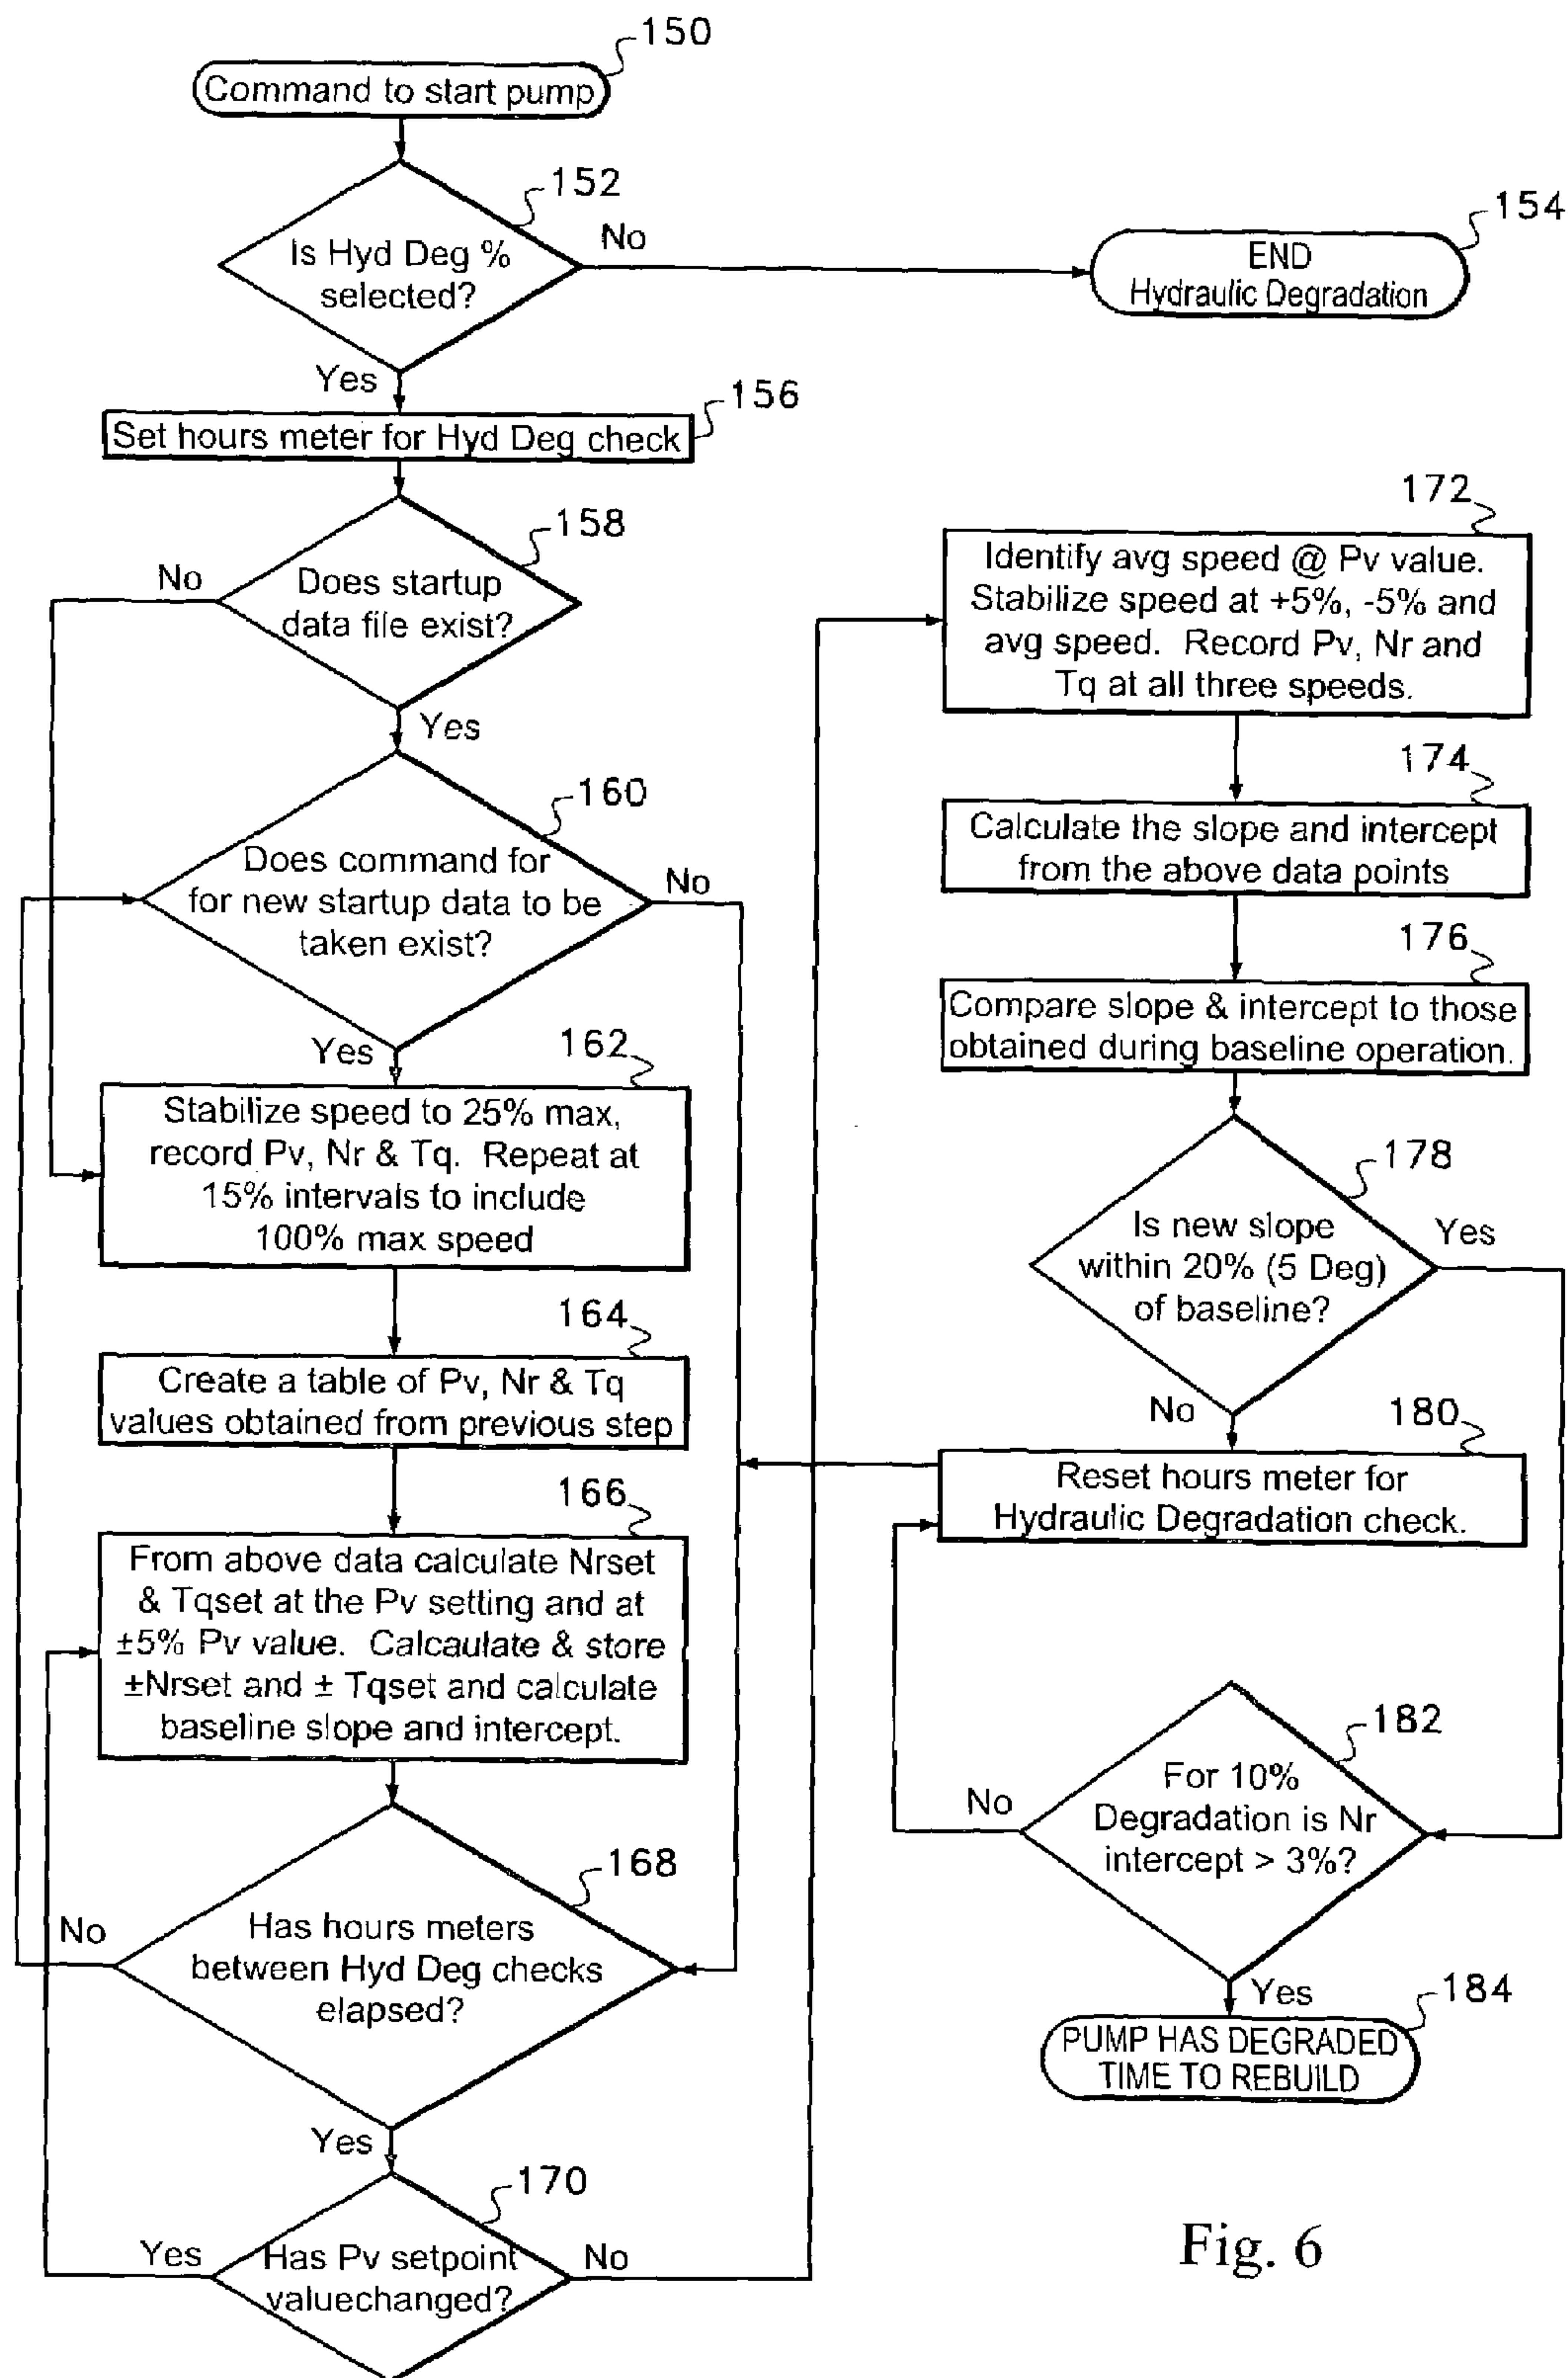 150
Command to start pump
152
Is Hyd Deg %
selected?
No
154
END
Hydraulic Degradation
Yes
156
Set hours meter for Hyd Deg check
158
No
Does startup
data file exist?
Yes
160
Does command for
for new startup data to be
taken exist?
No
Yes
162
Stabilize speed to 25% max,
record Pv, Nr & Tq. Repeat at
15% intervals to include
100% max speed
164
Create a table of Pv, Nr & Tq
values obtained from previous step
166
From above data calculate Nrset
& Tqset at the Pv setting and at
±5% Pv value. Calcaulate & store
±Nrset and ± Tqset and calculate
baseline slope and intercept.
168
No
Has hours meters
between Hyd Deg checks
elapsed?
Yes
170
Yes
Has Pv setpoint
valuechanged?
No
172
Identify avg speed @ Pv value.
Stabilize speed at +5%, -5% and
avg speed. Record Pv, Nr and
Tq at all three speeds.
174
Calculate the slope and intercept
from the above data points
176
Compare slope & intercept to those
obtained during baseline operation.
178
Is new slope
within 20% (5 Deg)
of baseline?
Yes
No
180
Reset hours meter for
Hydraulic Degradation check.
182
No
For 10%
Degradation is Nr
intercept > 3%?
Yes
184
PUMP HAS DEGRADED
TIME TO REBUILD
Fig. 6